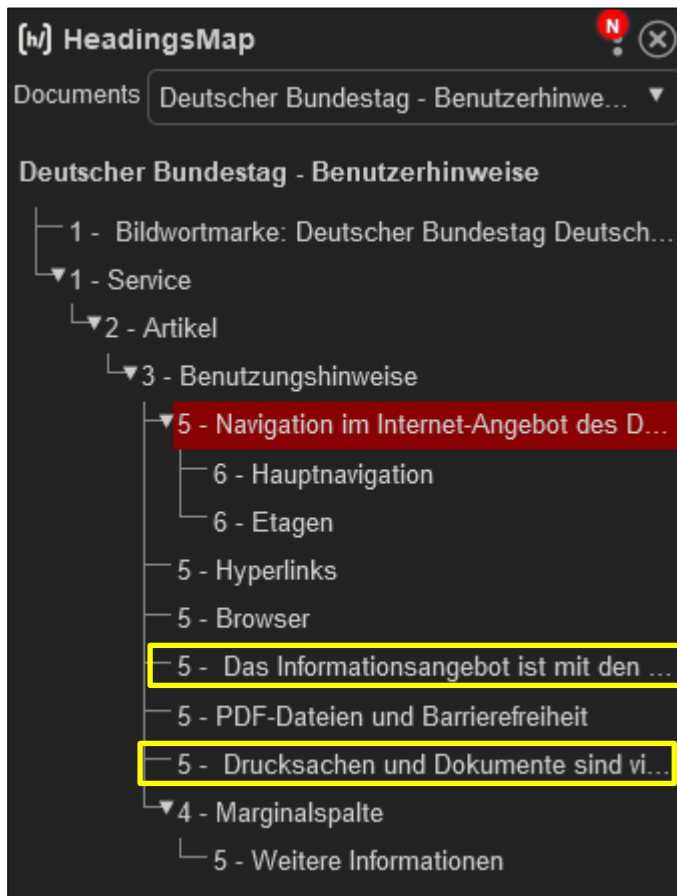 [h/] HeadingsMap N
Documents Deutscher Bundestag - Benutzerhinwe...
Deutscher Bundestag - Benutzerhinweise
1 - Bildwortmarke: Deutscher Bundestag Deutsch...
1 - Service
2 - Artikel
3 - Benutzungshinweise
5 - Navigation im Internet-Angebot des D...
6 - Hauptnavigation
6 - Etagen
5 - Hyperlinks
5 - Browser
5 - Das Informationsangebot ist mit den ...
5 - PDF-Dateien und Barrierefreiheit
5 - Drucksachen und Dokumente sind vi...
4 - Marginalspalte
5 - Weitere Informationen